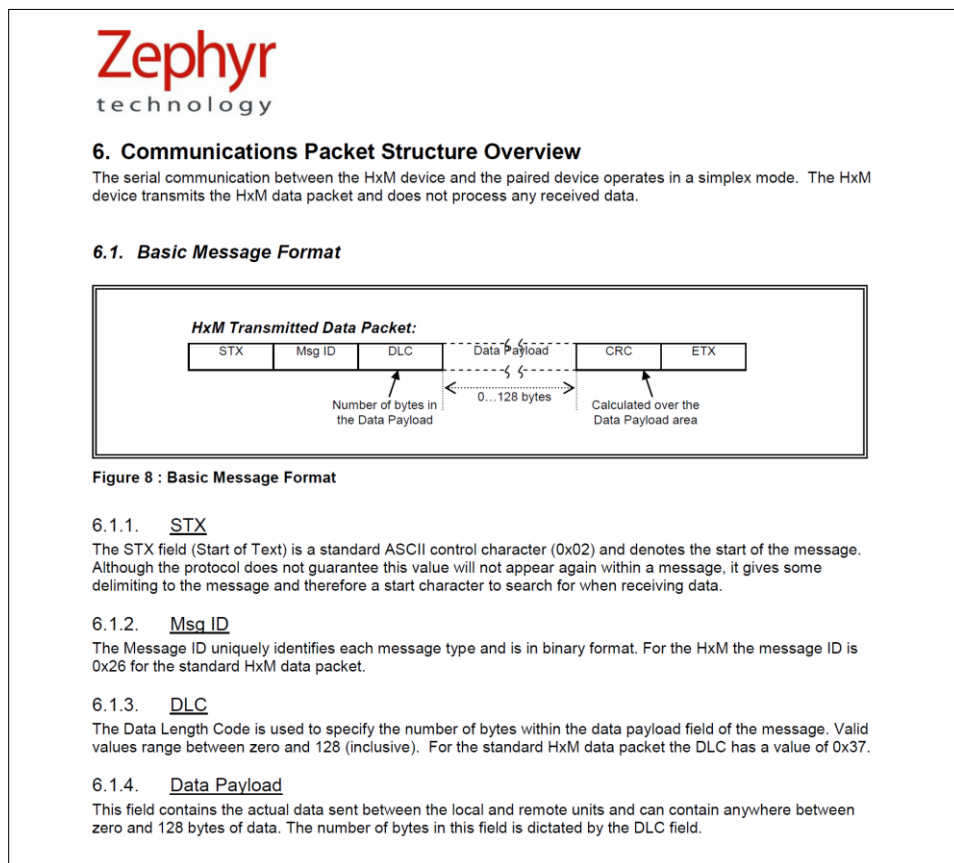 Zephyr
technology
6. Communications Packet Structure Overview
The serial communication between the HxM device and the paired device operates in a simplex mode. The HxM
device transmits the HxM data packet and does not process any received data.
6.1. Basic Message Format
HxM Transmitted Data Packet:
STX Msg ID DLC Data Payload CRC ETX
0...128 bytes
Number of bytes in
the Data Payload
Calculated over the
Data Payload area
Figure 8 : Basic Message Format
6.1.1. STX
The STX field (Start of Text) is a standard ASCII control character (0x02) and denotes the start of the message.
Although the protocol does not guarantee this value will not appear again within a message, it gives some
delimiting to the message and therefore a start character to search for when receiving data.
6.1.2. Msg ID
The Message ID uniquely identifies each message type and is in binary format. For the HxM the message ID is
0x26 for the standard HxM data packet.
6.1.3. DLC
The Data Length Code is used to specify the number of bytes within the data payload field of the message. Valid
values range between zero and 128 (inclusive). For the standard HxM data packet the DLC has a value of 0x37.
6.1.4. Data Payload
This field contains the actual data sent between the local and remote units and can contain anywhere between
zero and 128 bytes of data. The number of bytes in this field is dictated by the DLC field.